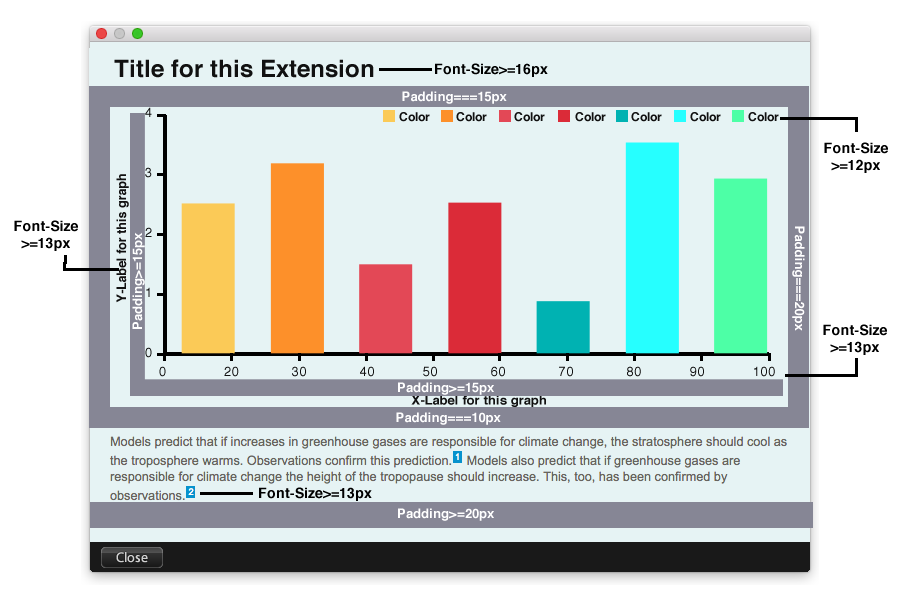 Title for this Extension
Font-Size>=16px
Padding===15px
Color Color Color Color Color Color Color
Font-Size
>=12px
4
3
2
1
0
Y-Label for this graph
Padding>=15px
Font-Size
>=13px
Padding===20px
Font-Size
>=13px
0 20 30 40 50 70 80 90 100
Padding>=15px
X-Label for this graph
Padding===10px
Models predict that if increases in greenhouse gases are responsible for climate change, the stratosphere should cool as
the troposphere warms. Observations confirm this prediction.1 Models also predict that if greenhouse gases are
responsible for climate change the height of the tropopause should increase. This, too, has been confirmed by
observations.2
Font-Size>=13px
Padding>=20px
Close